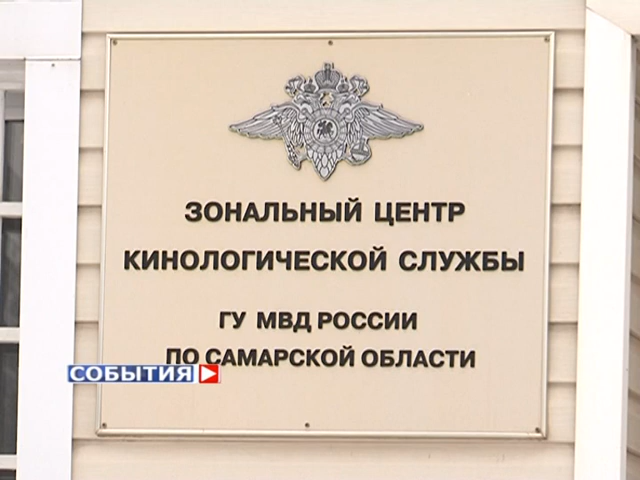 ЗОНАЛЬНЫЙ ЦЕНТР
КИНОЛОГИЧЕСКОЙ СЛУЖБЫ
ГУ МВД РОССИИ
ПО САМАРСКОЙ ОБЛАСТИ
СОБЫТИЯ